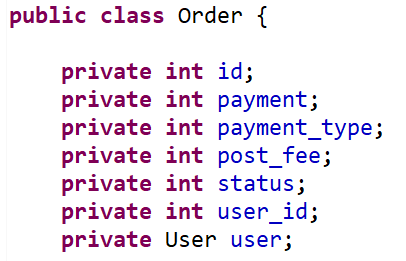 public class Order {
private int id;
private int payment;
private int payment_type;
private int post_fee;
private int status;
private int user_id;
private User user;